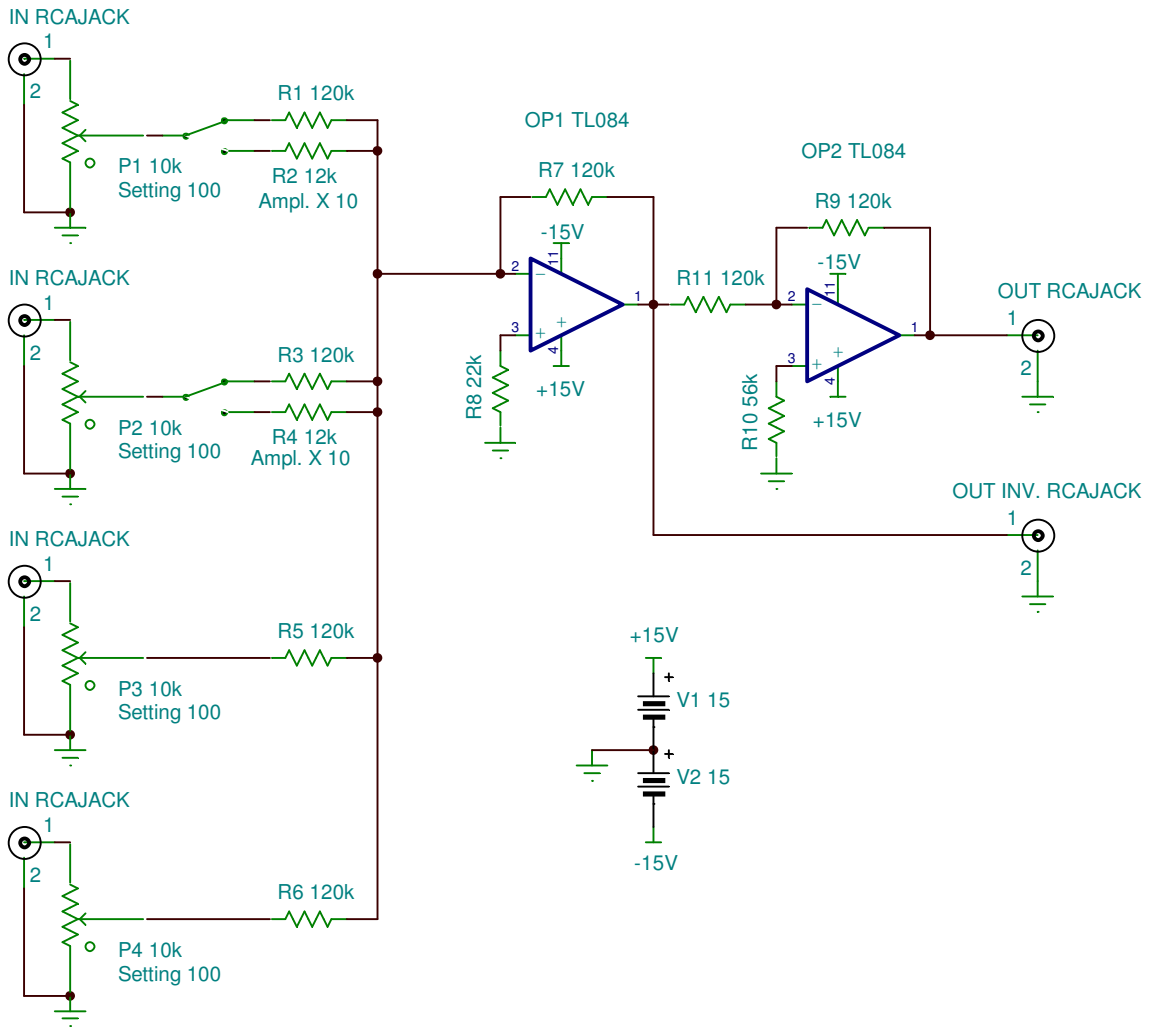 IN RCAJACK
1
2
P1 10k
Setting 100
R1 120k
R2 12k
Ampl. X 10
IN RCAJACK
1
2
P2 10k
Setting 100
R3 120k
R4 12k
Ampl. X 10
IN RCAJACK
1
2
P3 10k
Setting 100
R5 120k
IN RCAJACK
1
2
P4 10k
Setting 100
R6 120k
OP1 TL084
R7 120k
-15V
11
2
−
3
+
+
4
1
+15V
R8 22k
R11 120k
OP2 TL084
R9 120k
-15V
11
2
−
3
+
+
4
1
+15V
R10 56k
OUT RCAJACK
1
2
OUT INV. RCAJACK
1
2
+15V
+
V1 15
+
V2 15
-15V